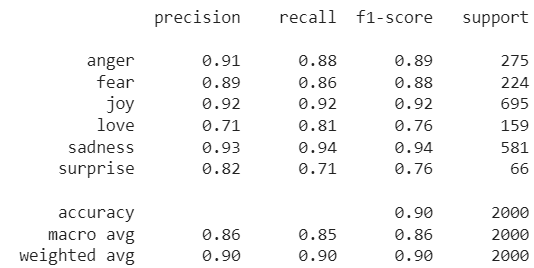 precision recall f1-score support
anger 0.91 0.88 0.89 275
fear 0.89 0.86 0.88 224
joy 0.92 0.92 0.92 695
love 0.71 0.81 0.76 159
sadness 0.93 0.94 0.94 581
surprise 0.82 0.71 0.76 66
accuracy 0.90 2000
macro avg 0.86 0.85 0.86 2000
weighted avg 0.90 0.90 0.90 2000